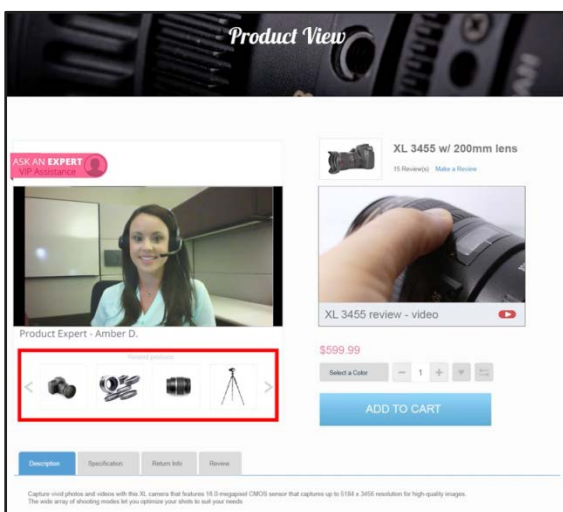 Product View
ASK AN EXPERT
VIP Assistance
XL 3455 w/ 200mm lens
15 Review(s) Make a Review
XL 3455 review - video
Product Expert - Amber D.
Related products
$599.99
Select a Color
1
ADD TO CART
Description Specification Return Info Review
Capture vivid photos and videos with this XL camera that features 18.0-megapixel CMOS sensor that captures up to 5184 x 3456 resolution for high-quality images.
The wide array of shooting modes let you optimize your shots to suit your needs